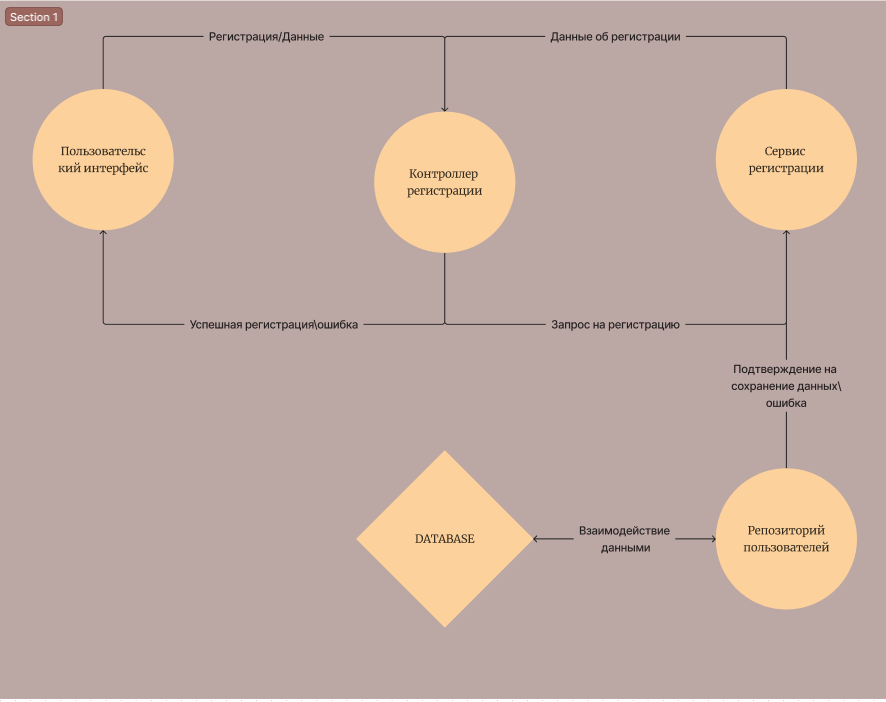 Section 1
Регистрация/Данные
Данные об регистрации
Пользовательс
кий интерфейс
Контроллер
регистрации
Сервис
регистрации
Успешная регистрация\ошибка
Запрос на регистрацию
Подтверждение на
сохранение данных\
ошибка
DATABASE
Взаимодействие
данными
Репозиторий
пользователей